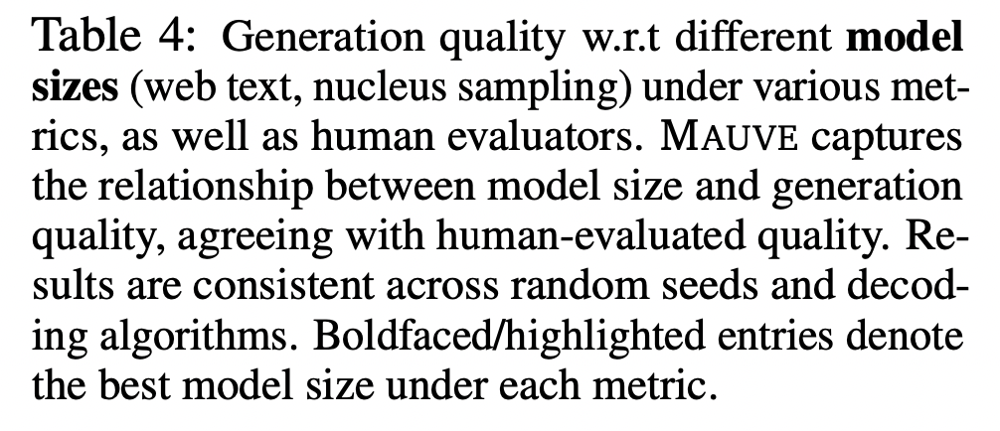 Table 4: Generation quality w.r.t different model
sizes (web text, nucleus sampling) under various met-
rics, as well as human evaluators. MAUVE captures
the relationship between model size and generation
quality, agreeing with human-evaluated quality. Re-
sults are consistent across random seeds and decod-
ing algorithms. Boldfaced/highlighted entries denote
the best model size under each metric.